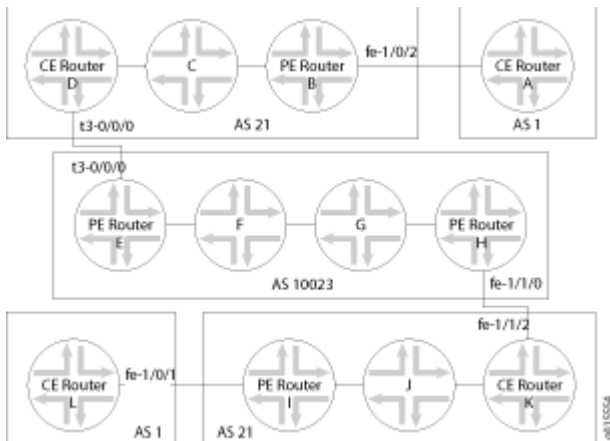 CE Router
D
C
PE Router
B
fe-1/0/2
CE Router
A
t3-0/0/0
AS 21
AS 1
t3-0/0/0
PE Router
E
F
G
PE Router
H
AS 10023
fe-1/1/0
fe-1/1/2
CE Router
L
fe-1/0/1
PE Router
I
J
CE Router
K
AS 1
AS 21